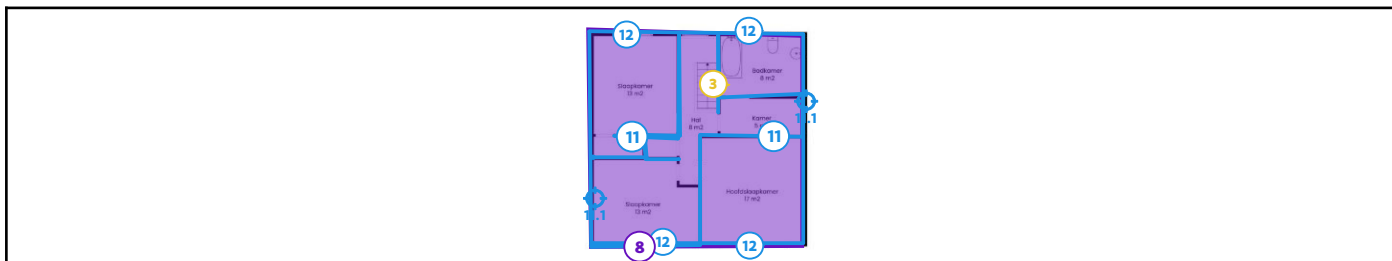 12
12
Badkamer
8 m2
3
Slaapkamer
13 m2
Hal
8 m2
Kamer
11
11
Hoofdslaapkamer
17 m2
Slaapkamer
13 m2
8
12
12